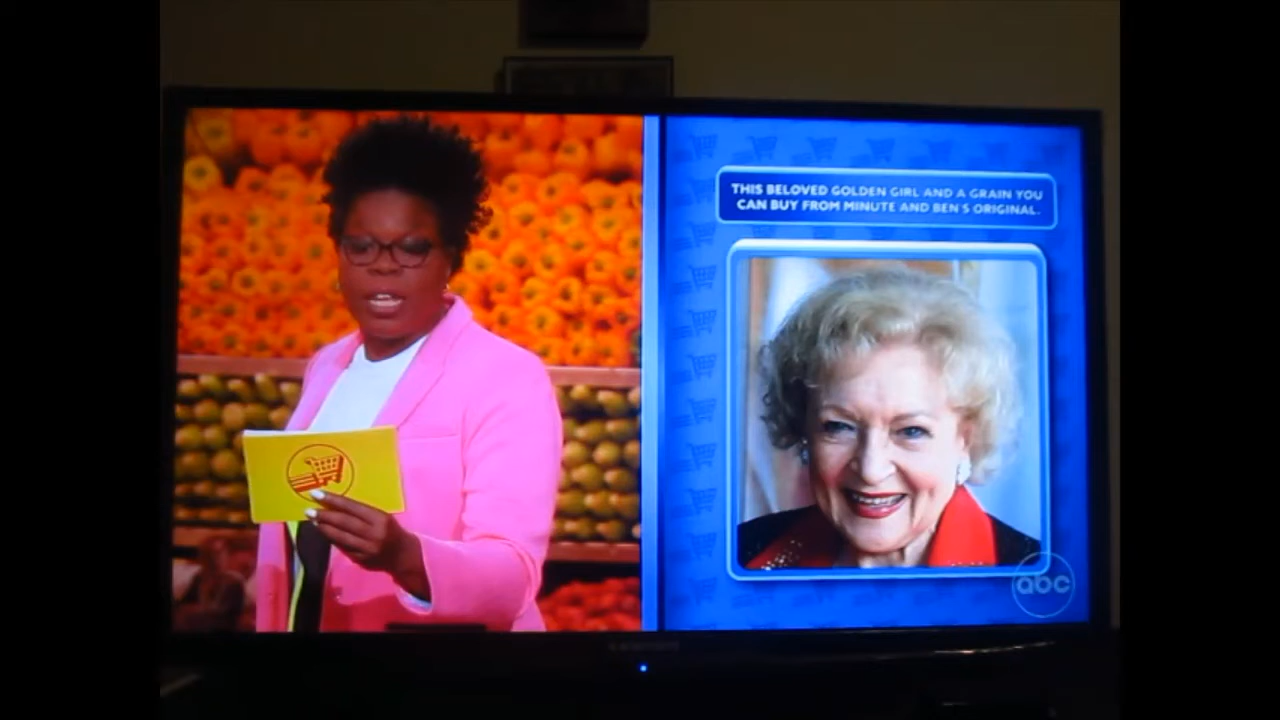 THIS BELOVED GOLDEN GIRL AND A GRAIN YOU
CAN BUY FROM MINUTE AND BEN'S ORIGINAL.
abc